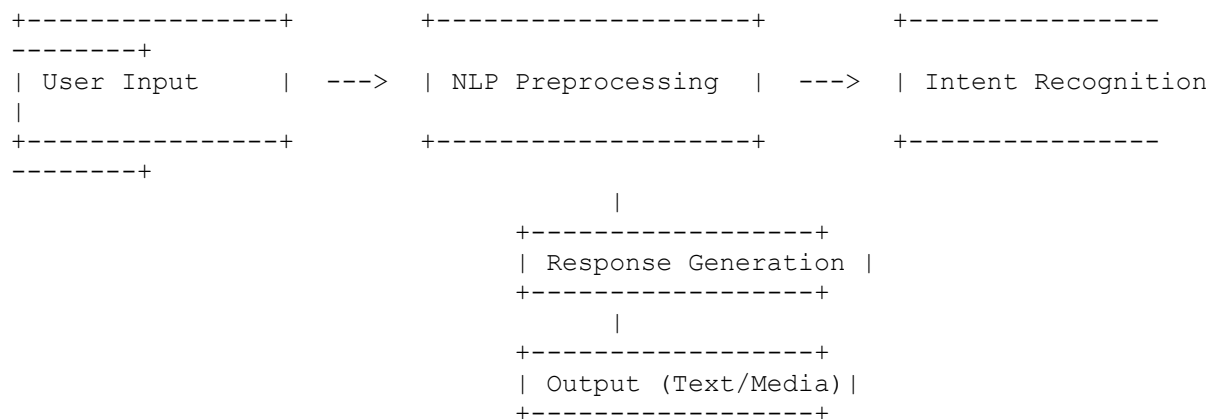 +----------------+ +--------------------+ +----------------
--------+
| User Input | ---> | NLP Preprocessing | ---> | Intent Recognition
|
+----------------+ +--------------------+ +----------------
--------+
|
+------------------+
| Response Generation |
+------------------+
|
+------------------+
| Output (Text/Media)|
+------------------+